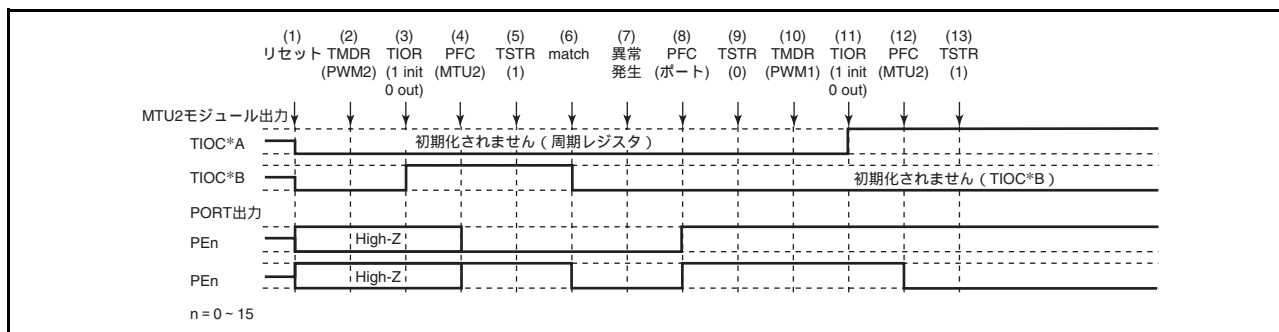 (1) (2) (3) (4) (5) (6) (7) (8) (9) (10) (11) (12) (13)
リセット TMDR TIOR PFC TSTR match 異常 PFC TSTR TMDR TIOR PFC TSTR
(PWM2) (1 init (MTU2) (1) 発生 (ポート) (0) (PWM1) (1 init (MTU2) (1)
0 out) 0 out)
MTU2モジュール出力
TIOC*A 初期化されません（周期レジスタ）
TIOC*B 初期化されません（TIOC*B）
PORT出力
PEn High-Z
PEn High-Z
n = 0 ~ 15